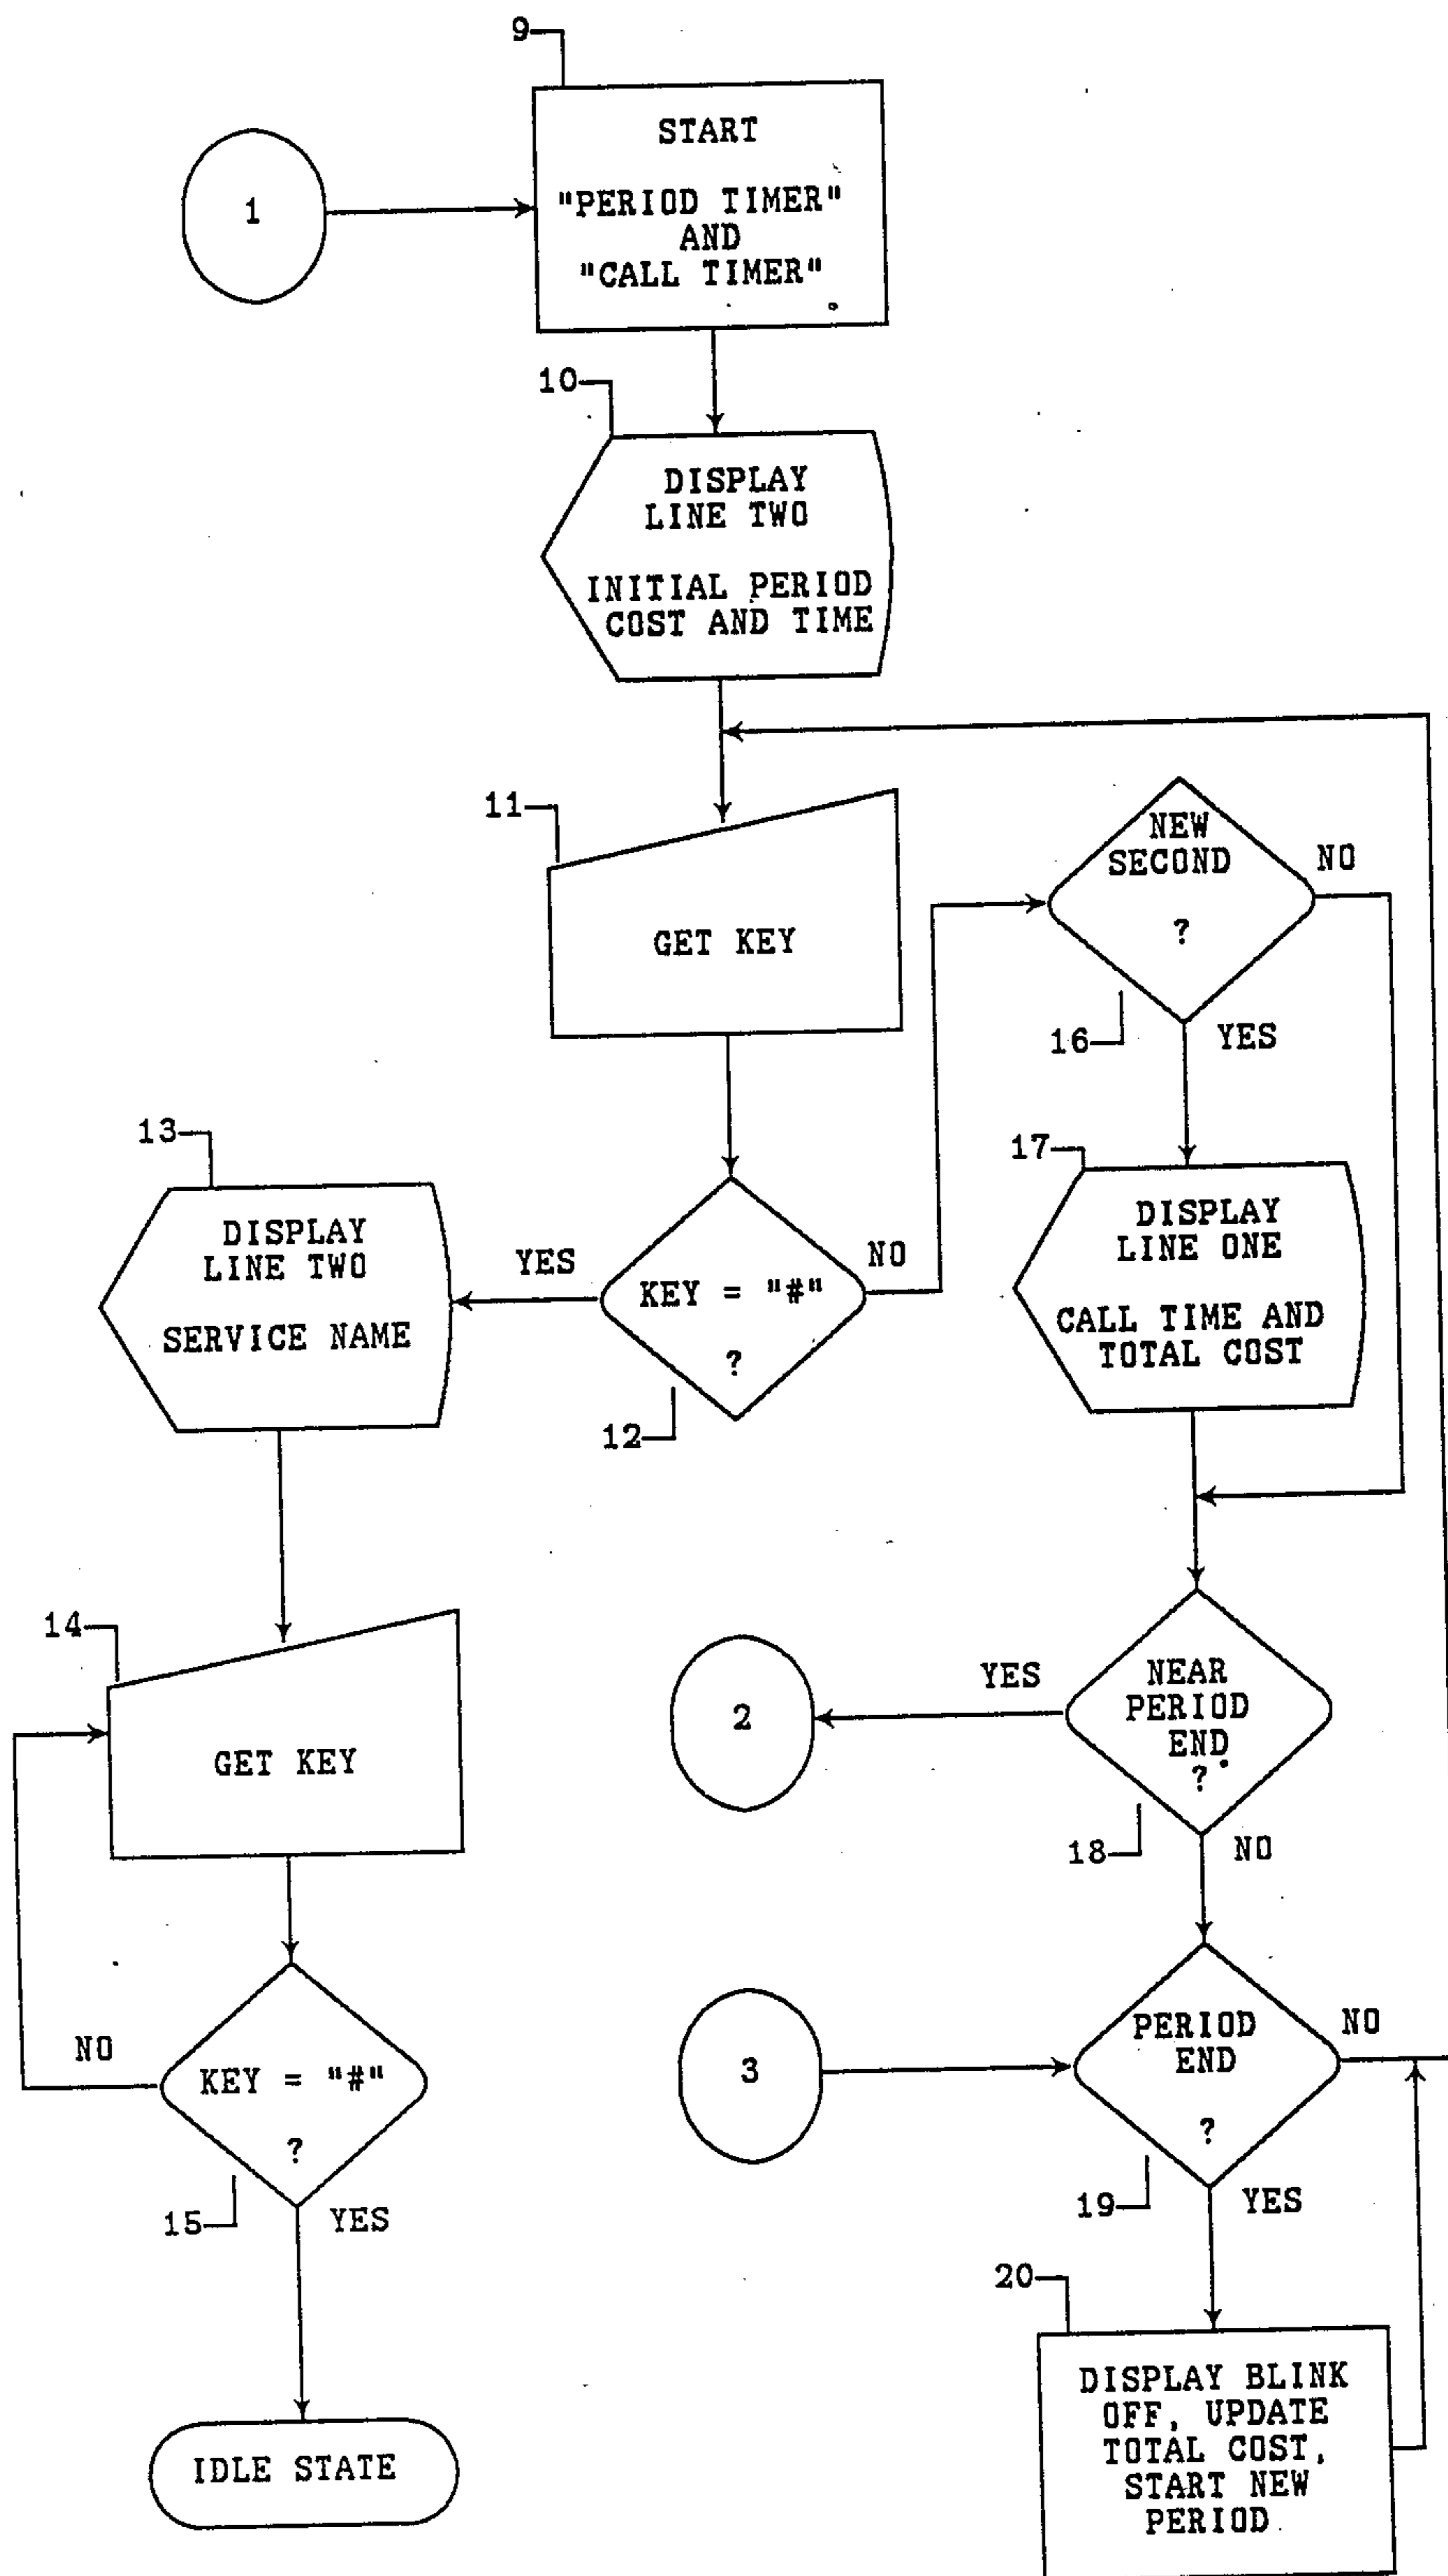 9
START
"PERIOD TIMER"
AND
"CALL TIMER"
1
10
DISPLAY
LINE TWO
INITIAL PERIOD
COST AND TIME
11
GET KEY
NEW
SECOND
?
NO
16
YES
13
DISPLAY
LINE TWO
SERVICE NAME
YES
KEY = "#"
?
NO
12
17
DISPLAY
LINE ONE
CALL TIME AND
TOTAL COST
14
GET KEY
2
YES
NEAR
PERIOD
END
?
18
NO
NO
KEY = "#"
?
15
YES
3
PERIOD
END
?
NO
19
YES
IDLE STATE
20
DISPLAY BLINK
OFF, UPDATE
TOTAL COST,
START NEW
PERIOD